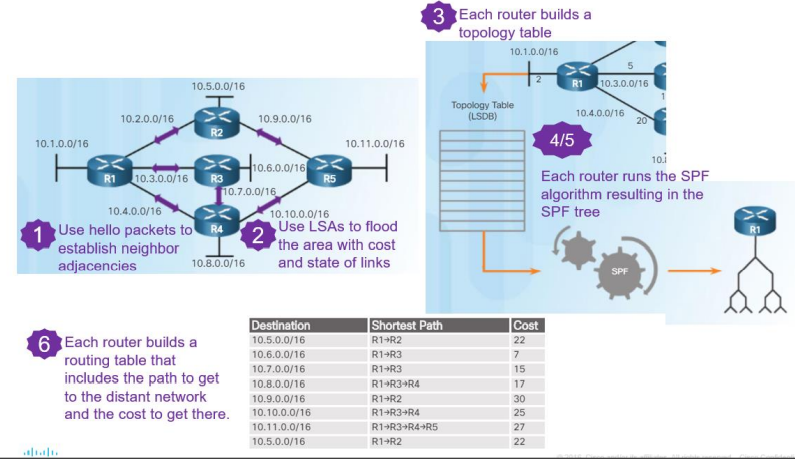 3
Each router builds a
topology table
10.1.0.0/16
2
R1
5
10.3.0.0/16
10.4.0.0/16
20
Topology Table
(LSDB)
4/5
Each router runs the SPF
algorithm resulting in the
SPF tree
SPF
R1
10.5.0.0/16
10.2.0.0/16
10.9.0.0/16
R2
10.1.0.0/16
10.11.0.0/16
R1
10.3.0.0/16
R3
10.6.0.0/16
R5
10.7.0.0/16
10.4.0.0/16
R4
10.10.0.0/16
10.8.0.0/16
1
Use hello packets to
establish neighbor
adjacencies
2
Use LSAs to flood
the area with cost
and state of links
6
Each router builds a
routing table that
includes the path to get
to the distant network
and the cost to get there.
Destination Shortest Path Cost
10.5.0.0/16 R1→R2 22
10.6.0.0/16 R1→R3 7
10.7.0.0/16 R1→R3 15
10.8.0.0/16 R1→R3→R4 17
10.9.0.0/16 R1→R2 30
10.10.0.0/16 R1→R3→R4 25
10.11.0.0/16 R1→R3→R4→R5 27
10.5.0.0/16 R1→R2 22